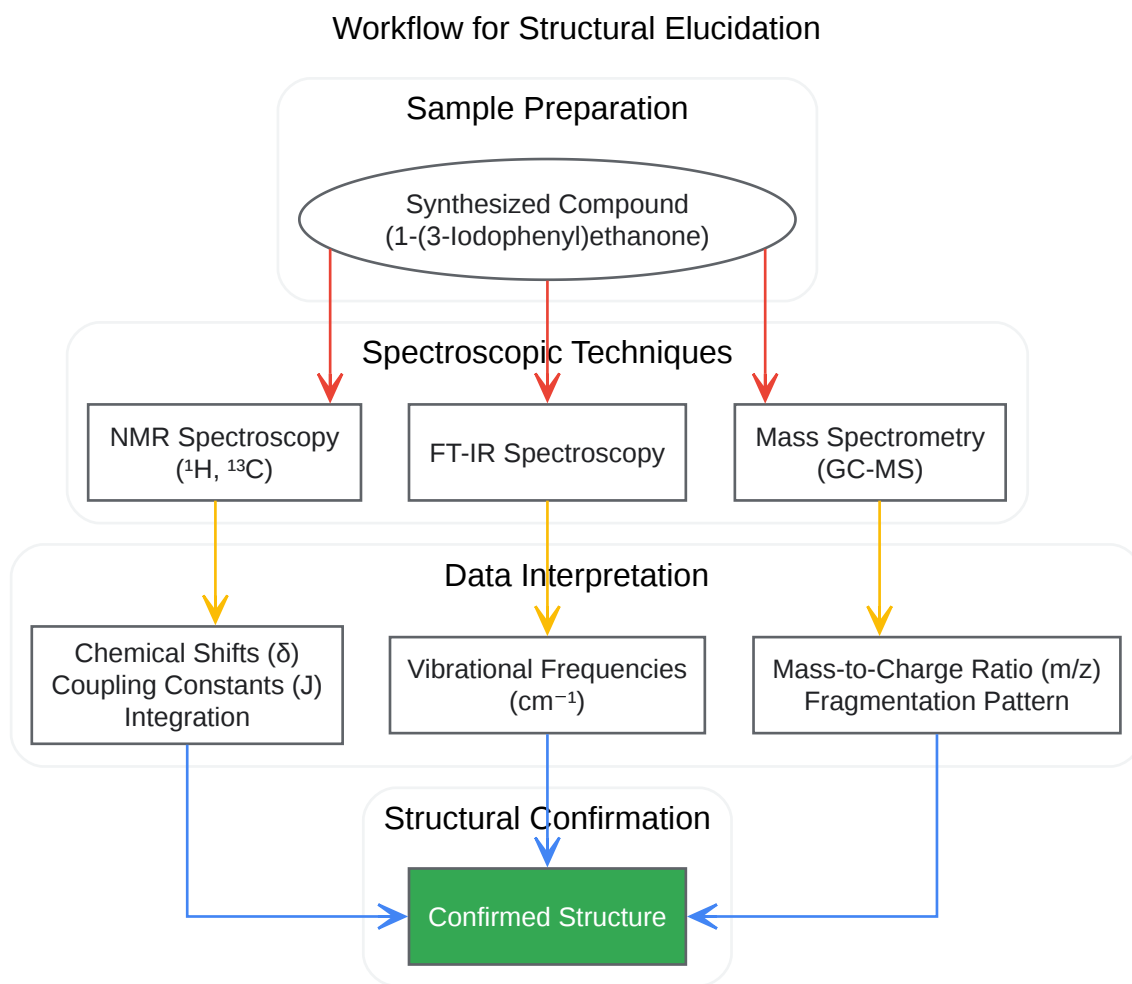 Workflow for Structural Elucidation
Sample Preparation
Synthesized Compound
(1-(3-Iodophenyl)ethanone)
Spectroscopic Techniques
NMR Spectroscopy
(¹H, ¹³C)
FT-IR Spectroscopy
Mass Spectrometry
(GC-MS)
Data Interpretation
Chemical Shifts (δ)
Coupling Constants (J)
Integration
Vibrational Frequencies
(cm⁻¹)
Mass-to-Charge Ratio (m/z)
Fragmentation Pattern
Structural Confirmation
Confirmed Structure